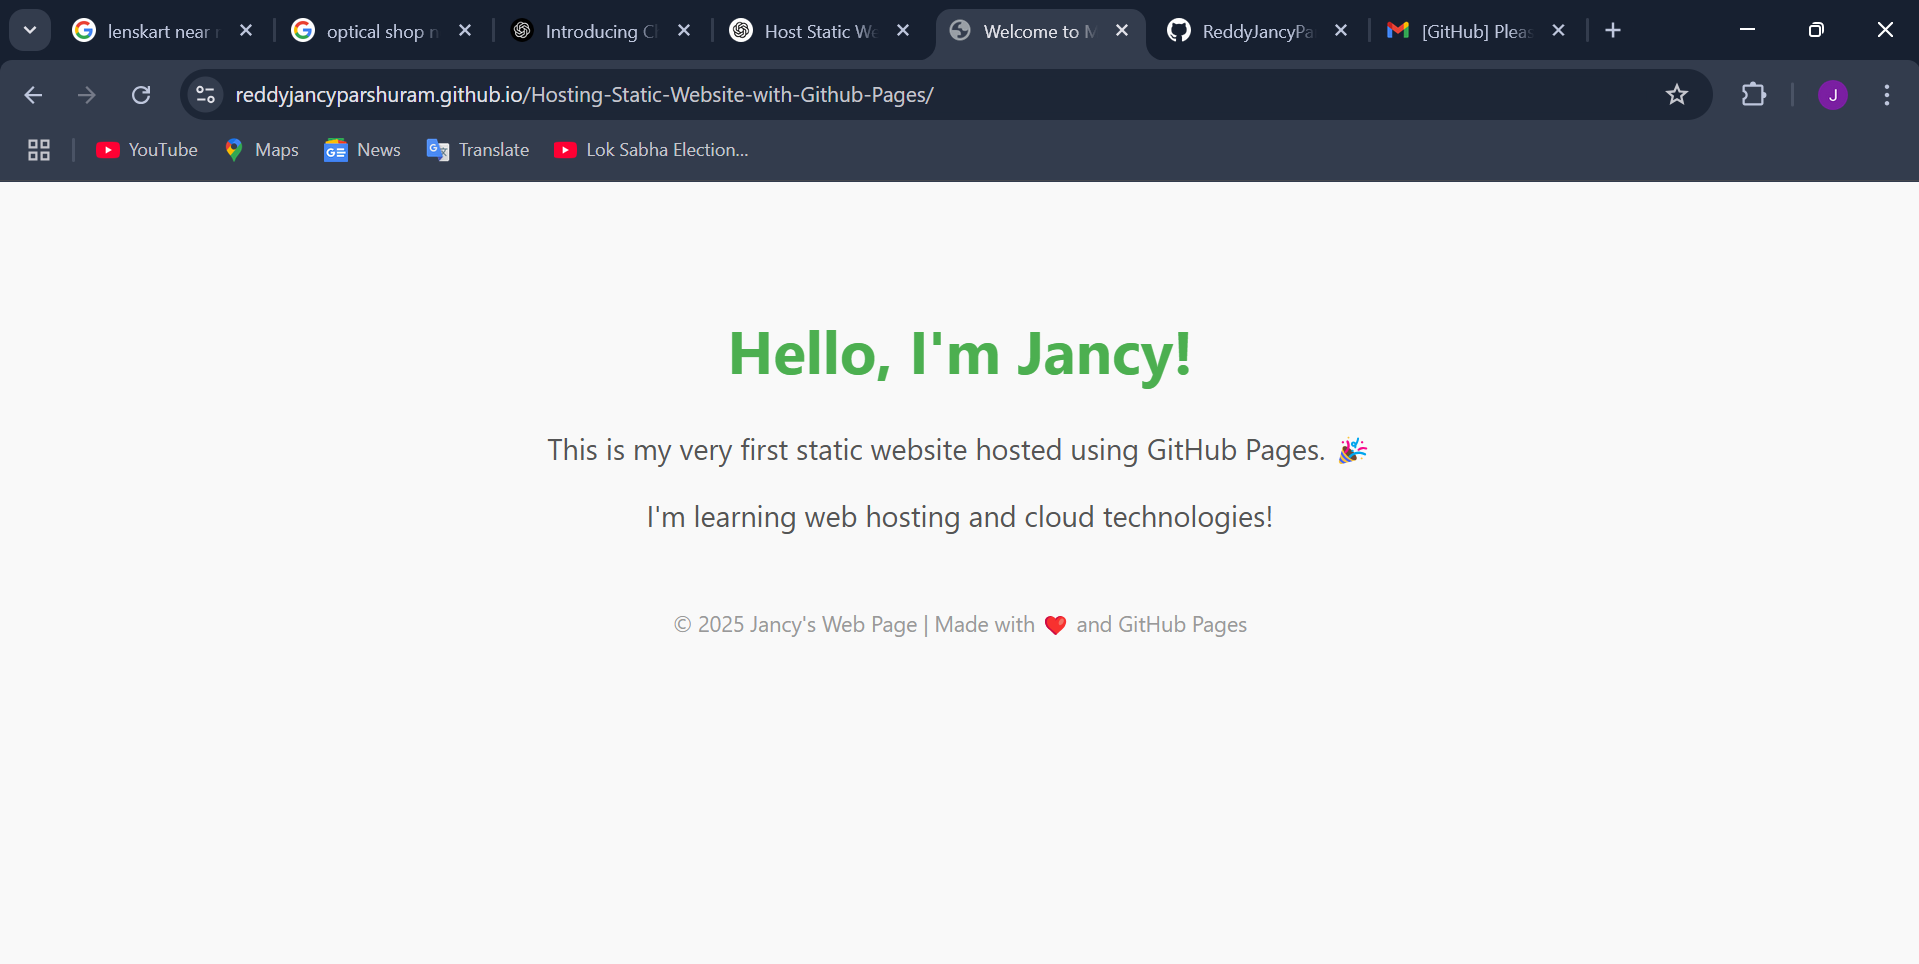 lenskart near
optical shop n
Introducing C
Host Static We
Welcome to M
ReddyJancyPa
[GitHub] Pleas
reddyjancyparshuram.github.io/Hosting-Static-Website-with-Github-Pages/
J
YouTube
Maps
News
Translate
Lok Sabha Election...
Hello, I'm Jancy!
This is my very first static website hosted using GitHub Pages. 🎉
I'm learning web hosting and cloud technologies!
© 2025 Jancy's Web Page | Made with ❤️ and GitHub Pages